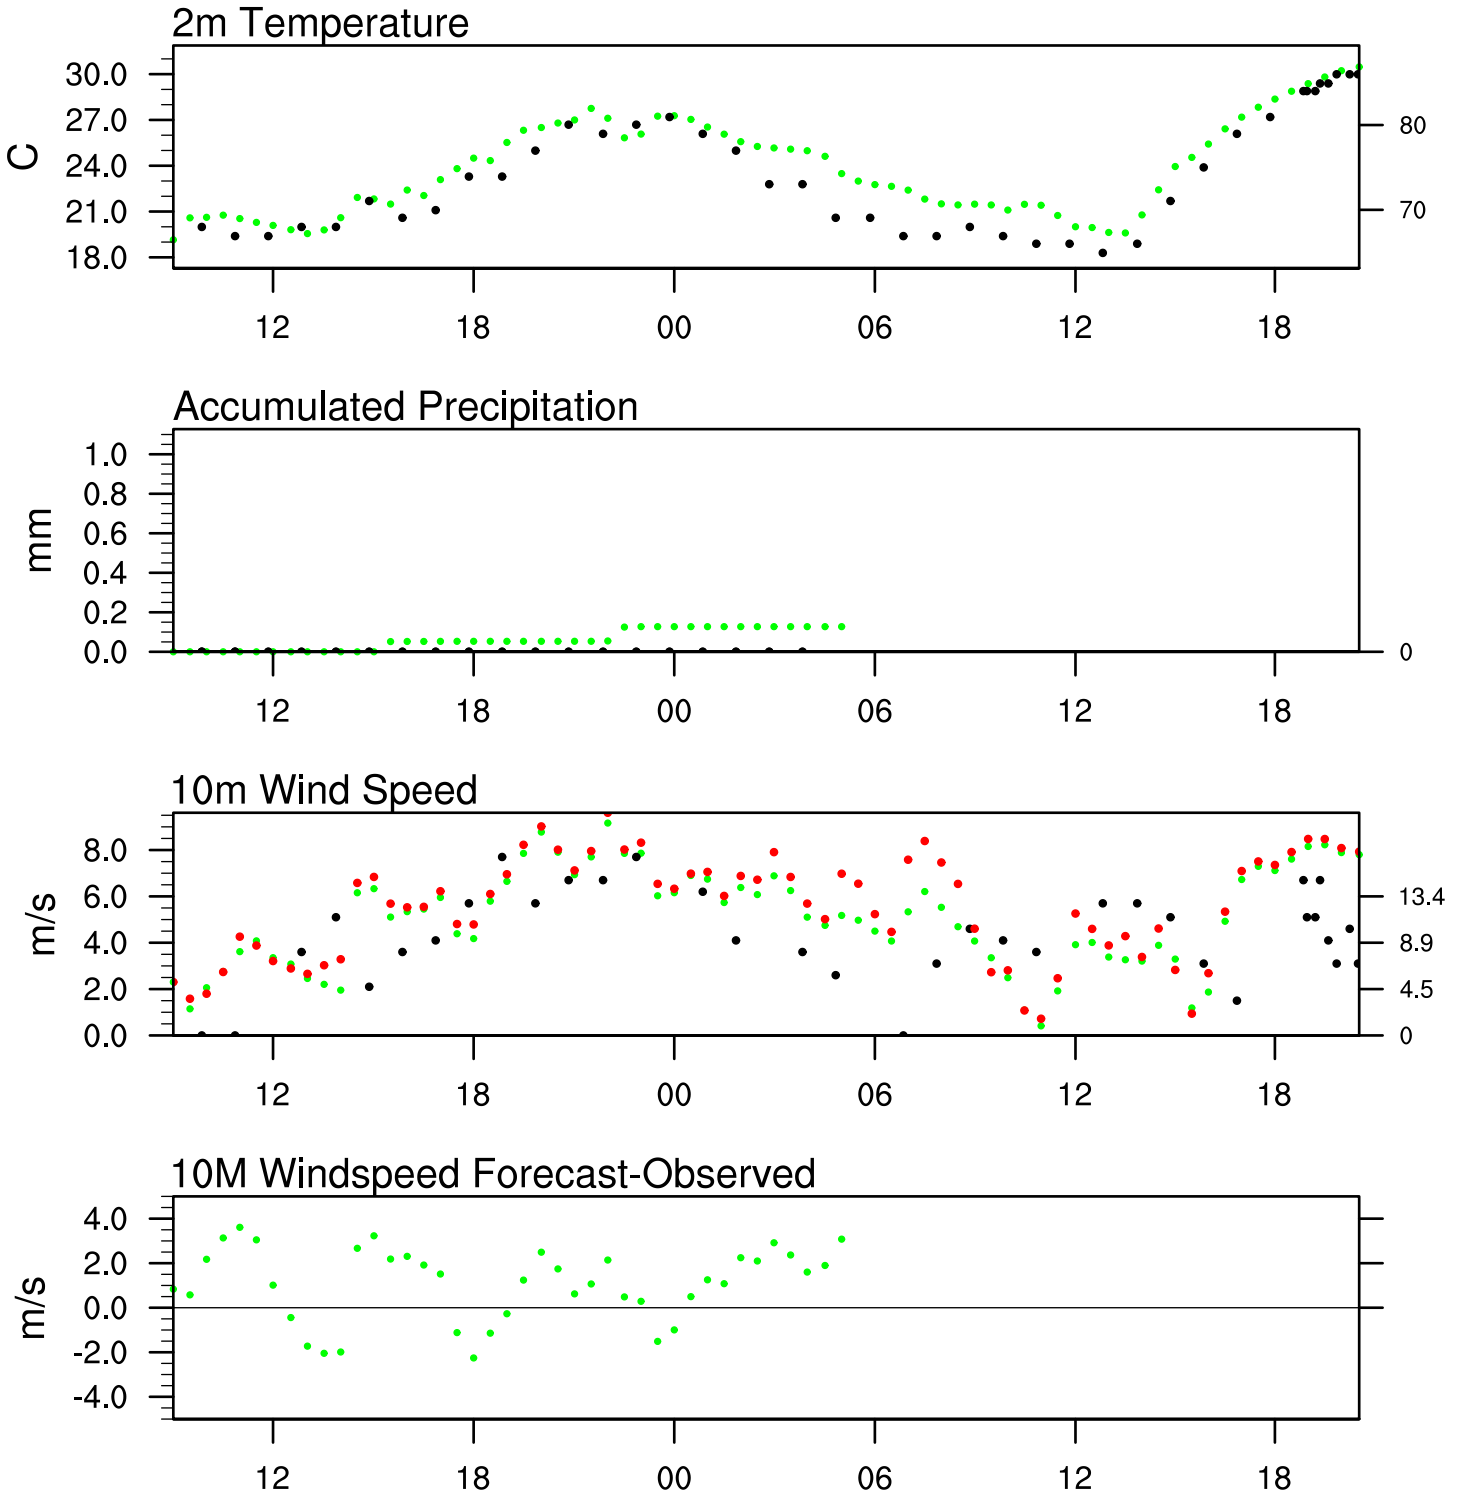 2m Temperature
C
30.0
27.0
24.0
21.0
18.0
80
70
12 18 00 06 12 18
Accumulated Precipitation
mm
1.0
0.8
0.6
0.4
0.2
0.0
0
12 18 00 06 12 18
10m Wind Speed
m/s
8.0
6.0
4.0
2.0
0.0
13.4
8.9
4.5
0
12 18 00 06 12 18
10M Windspeed Forecast-Observed
m/s
4.0
2.0
0.0
-2.0
-4.0
12 18 00 06 12 18